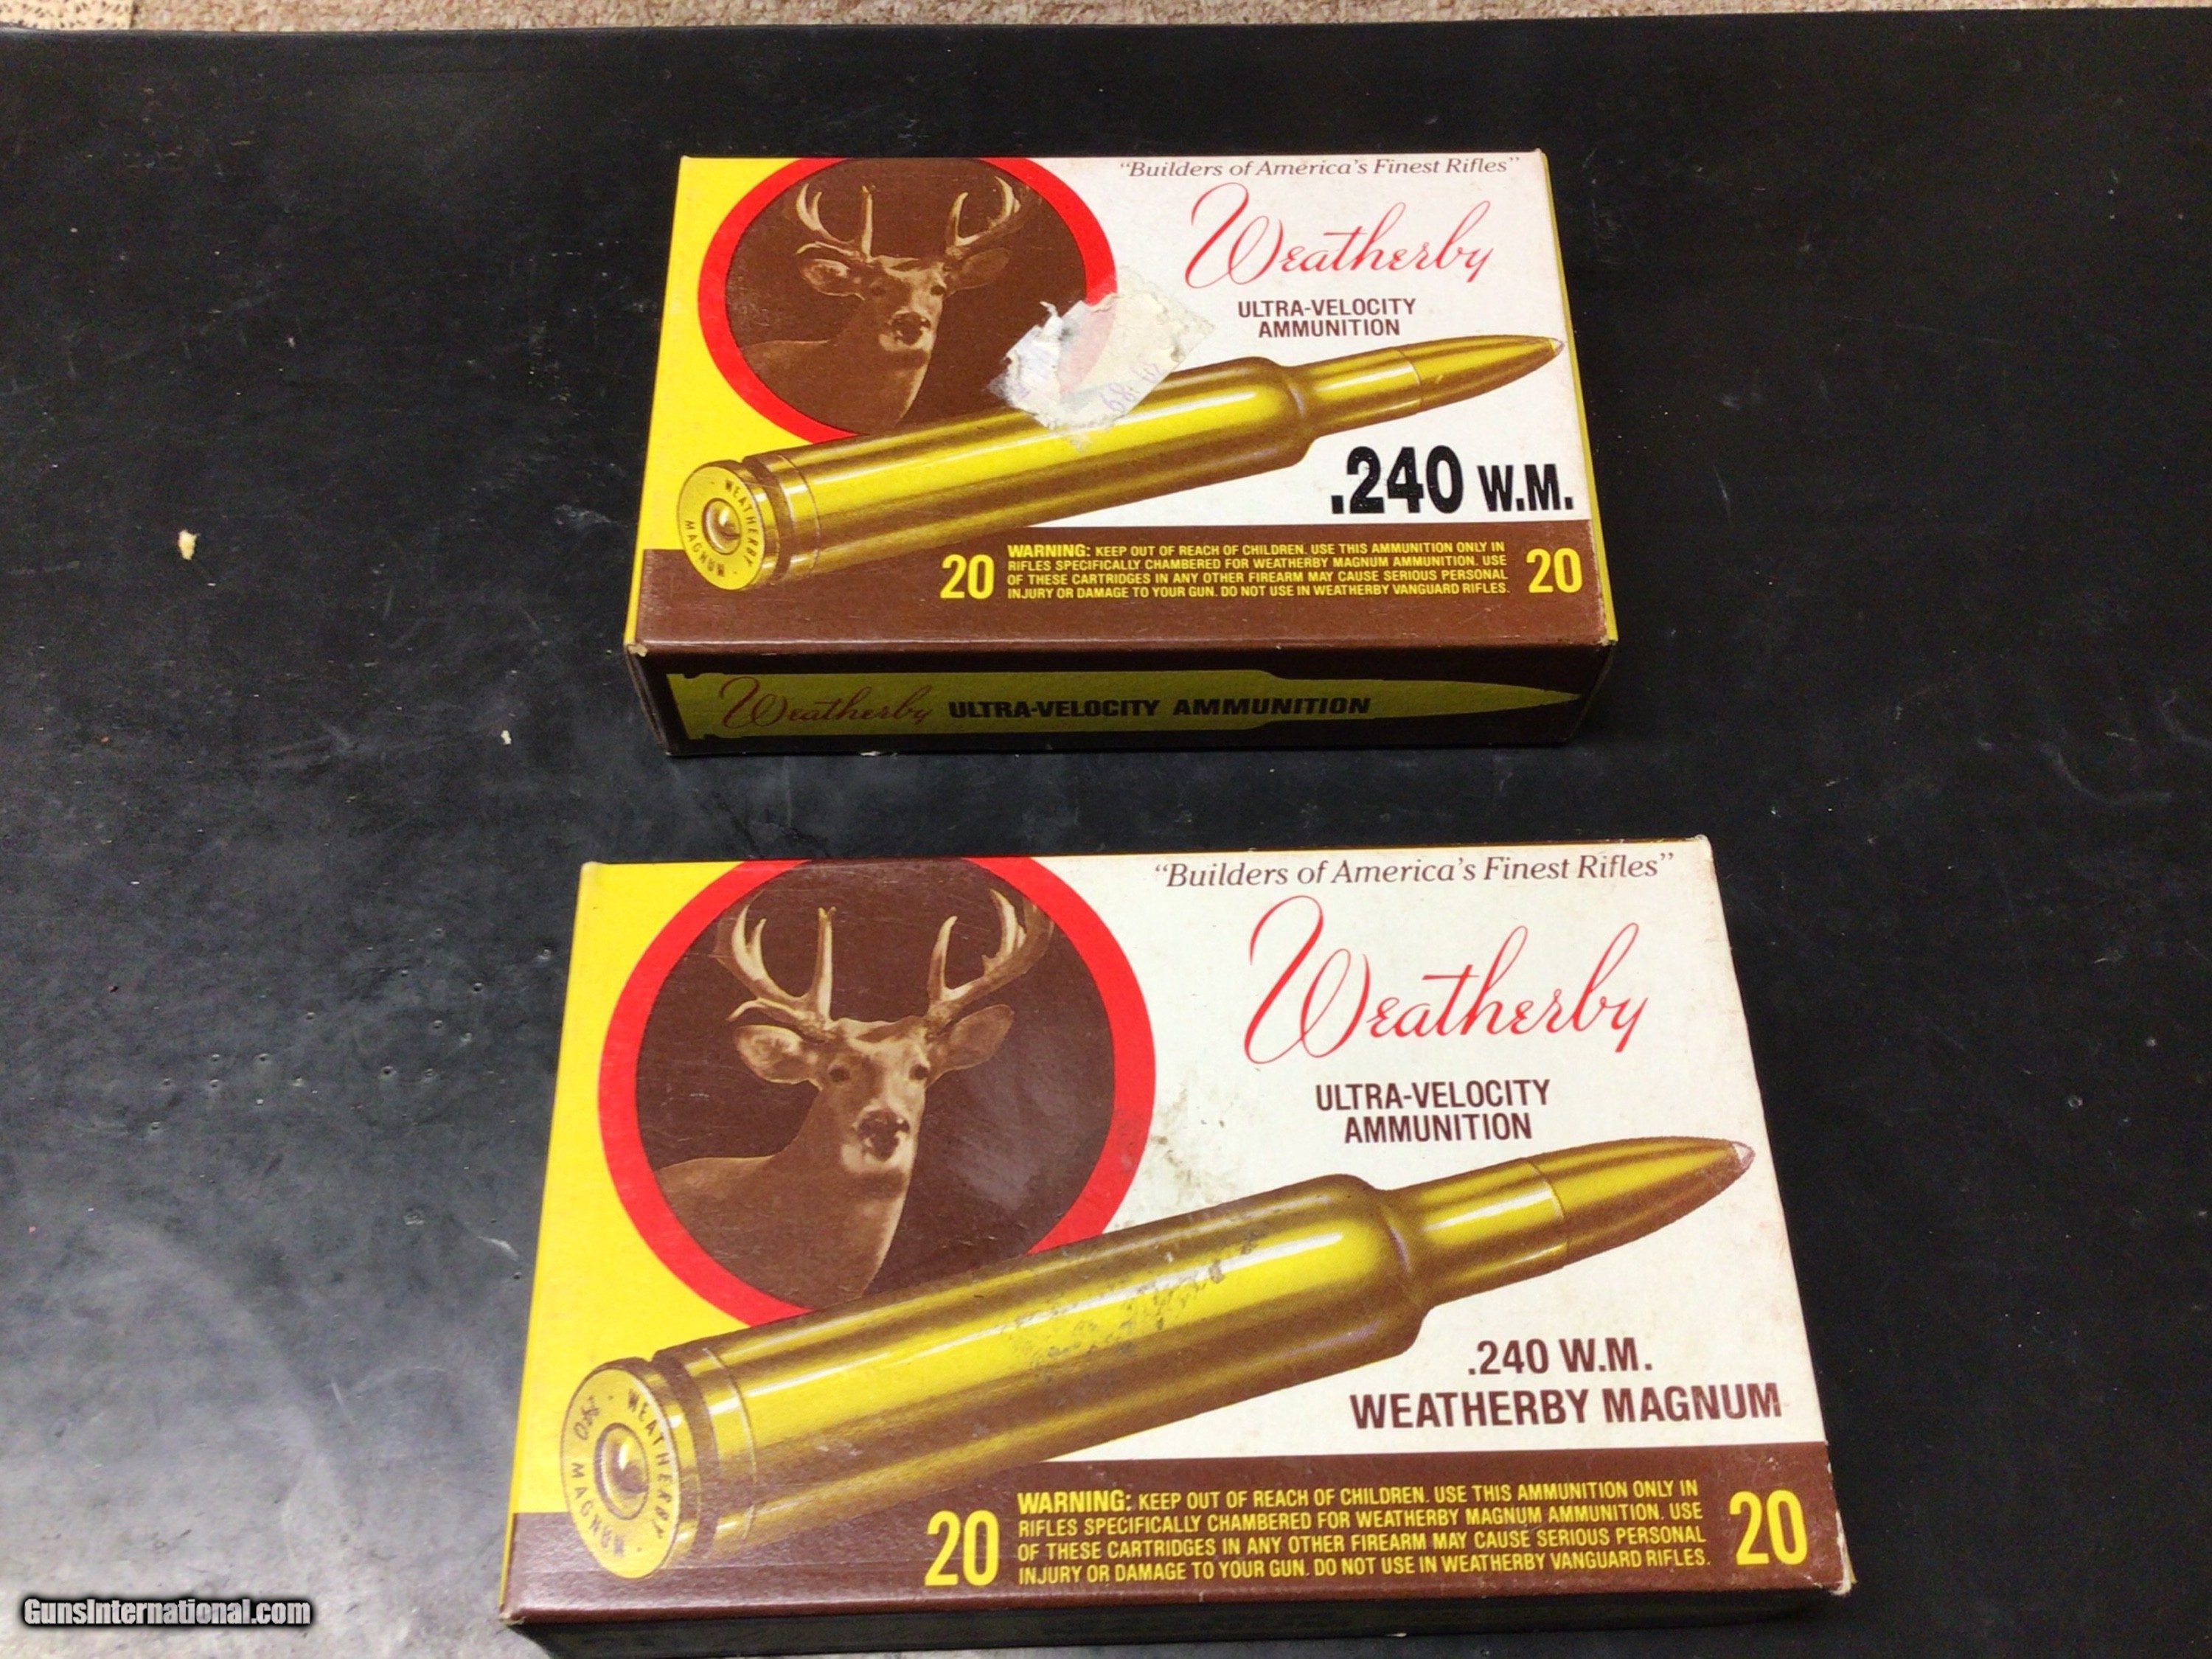 "Builders of America's Finest Rifles"
Weatherby
ULTRA-VELOCITY
AMMUNITION
.240 W.M.
WEATHERBY MAGNUM
20 WARNING: KEEP OUT OF REACH OF CHILDREN. USE THIS AMMUNITION ONLY IN 20
RIFLES SPECIFICALLY CHAMBERED FOR WEATHERBY MAGNUM AMMUNITION. USE
OF THESE CARTRIDGES IN ANY OTHER FIREARM MAY CAUSE SERIOUS PERSONAL
INJURY OR DAMAGE TO YOUR GUN. DO NOT USE IN WEATHERBY VANGUARD RIFLES.
Weatherby ULTRA-VELOCITY AMMUNITION
"Builders of America's Finest Rifles"
Weatherby
ULTRA-VELOCITY
AMMUNITION
.240 W.M.
WEATHERBY MAGNUM
240 WEATHERBY MAGNUM
20 WARNING: KEEP OUT OF REACH OF CHILDREN. USE THIS AMMUNITION ONLY IN 20
RIFLES SPECIFICALLY CHAMBERED FOR WEATHERBY MAGNUM AMMUNITION. USE
OF THESE CARTRIDGES IN ANY OTHER FIREARM MAY CAUSE SERIOUS PERSONAL
INJURY OR DAMAGE TO YOUR GUN. DO NOT USE IN WEATHERBY VANGUARD RIFLES.
GunsInternational.com